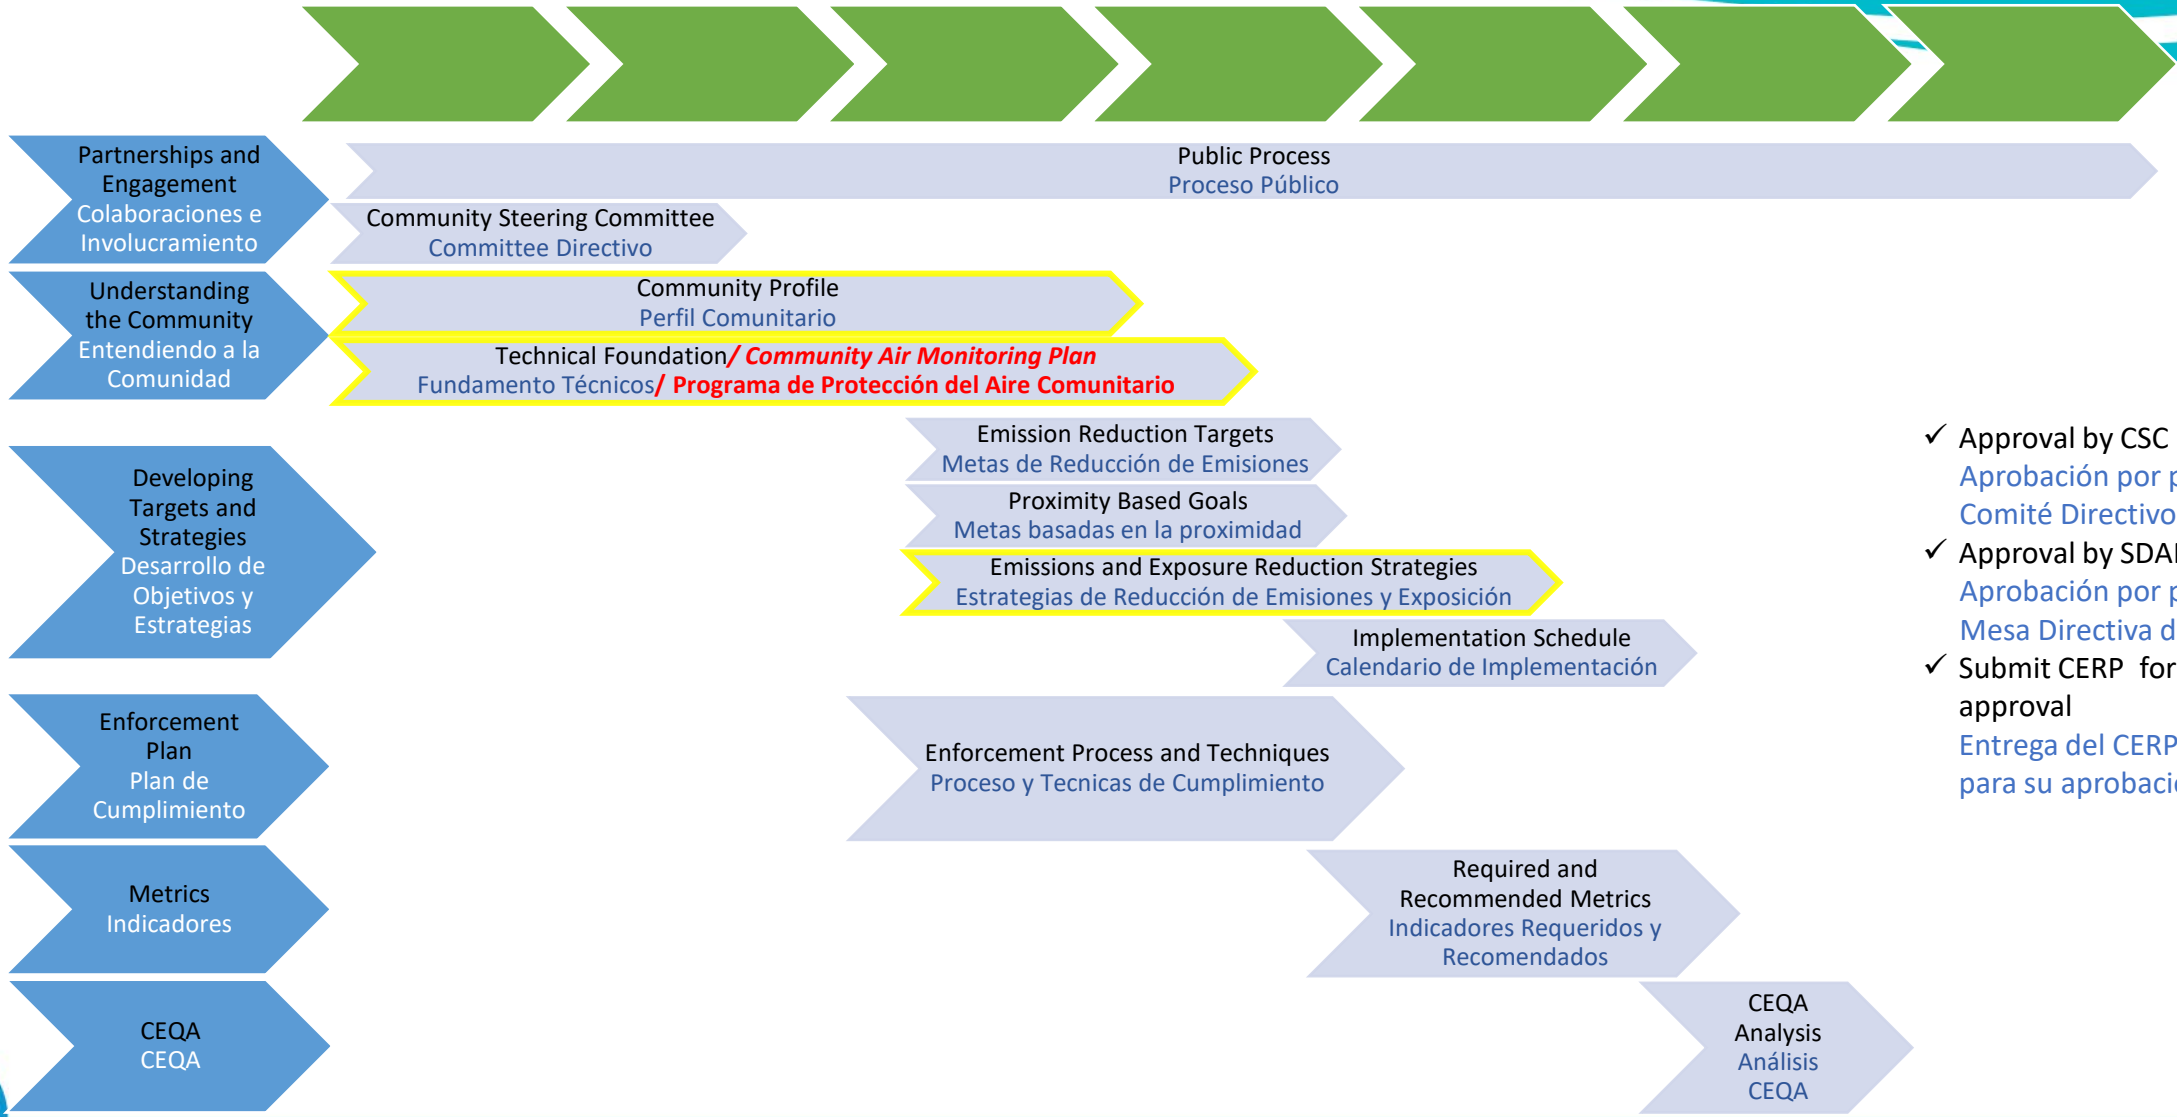 Partnerships and
Engagement
Colaboraciones e
Involucramiento
Public Process
Proceso Público
Community Steering Committee
Committee Directivo
Understanding
the Community
Entendiendo a la
Comunidad
Community Profile
Perfil Comunitario
Technical Foundation/ Community Air Monitoring Plan
Fundamento Técnicos/ Programa de Protección del Aire Comunitario
Developing
Targets and
Strategies
Desarrollo de
Objetivos y
Estrategias
Emission Reduction Targets
Metas de Reducción de Emisiones
Proximity Based Goals
Metas basadas en la proximidad
Emissions and Exposure Reduction Strategies
Estrategias de Reducción de Emisiones y Exposición
Implementation Schedule
Calendario de Implementación
Enforcement
Plan
Plan de
Cumplimiento
Enforcement Process and Techniques
Proceso y Tecnicas de Cumplimiento
Metrics
Indicadores
Required and
Recommended Metrics
Indicadores Requeridos y
Recomendados
CEQA
CEQA
CEQA
Analysis
Análisis
CEQA
✓ Approval by CSC
Aprobación por
Comité Directivo
✓ Approval by
Aprobación por
Mesa Directiva
✓ Submit CERP for
approval
Entrega del CERP
para su